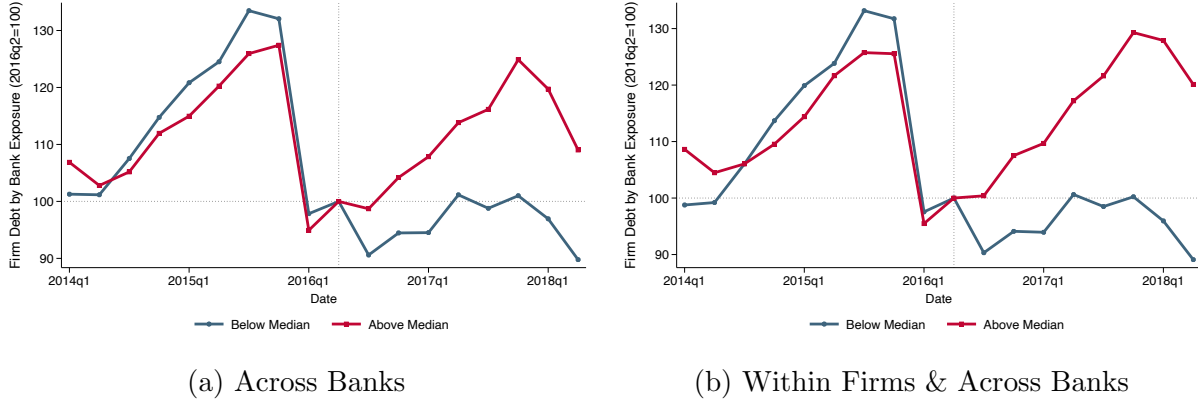 Firm Debt by Bank Exposure (2016q2=100)
130
120
110
100
90
2014q1 2015q1 2016q1 2017q1 2018q1
Date
Below Median Above Median
(a) Across Banks
Firm Debt by Bank Exposure (2016q2=100)
130
120
110
100
90
2014q1 2015q1 2016q1 2017q1 2018q1
Date
Below Median Above Median
(b) Within Firms & Across Banks